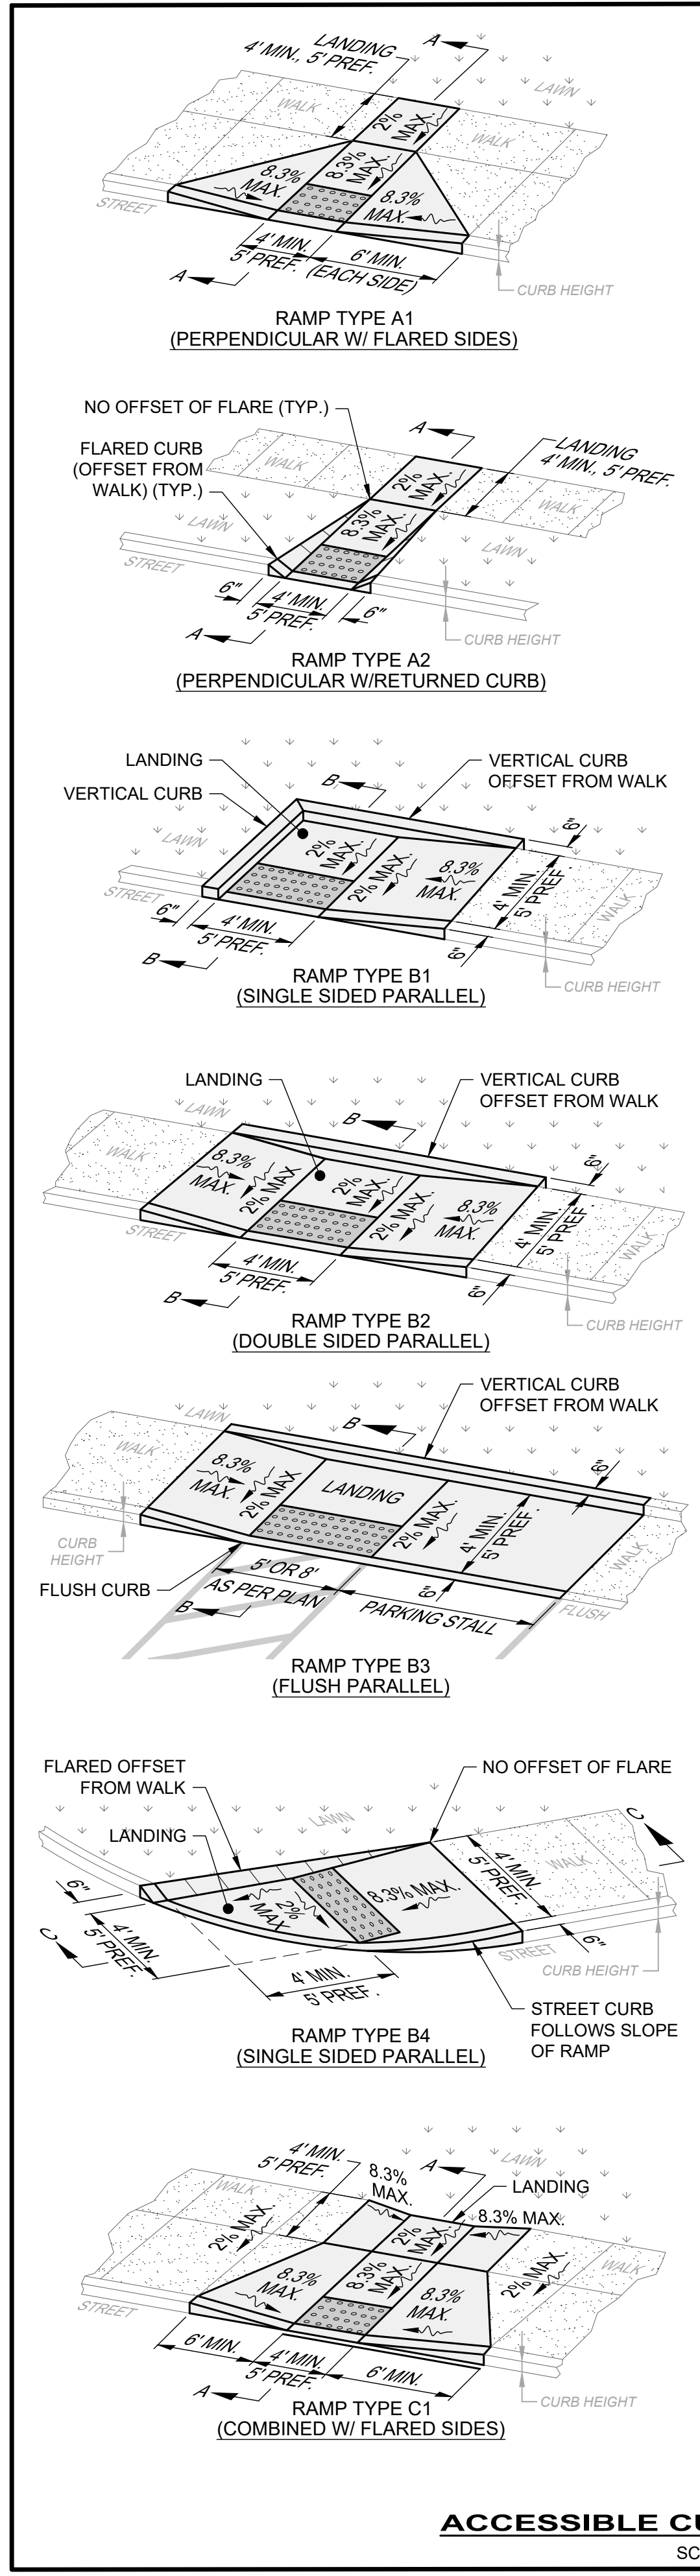 LANDING
4' MIN., 5' PREF.
A
LAWN
WALK
2%
MAX.
WALK
8.3%
MAX.
8.3%
MAX.
8.3%
MAX.
STREET
4' MIN.
5' PREF.
6' MIN.
(EACH SIDE)
A
CURB HEIGHT
RAMP TYPE A1
(PERPENDICULAR W/ FLARED SIDES)
NO OFFSET OF FLARE (TYP.)
A
FLARED CURB
(OFFSET FROM
WALK) (TYP.)
LANDING
4' MIN., 5' PREF.
WALK
2%
MAX.
WALK
8.3%
MAX.
LAWN
LAWN
STREET
6"
4' MIN.
5' PREF.
6"
A
CURB HEIGHT
RAMP TYPE A2
(PERPENDICULAR W/RETURNED CURB)
LANDING
VERTICAL CURB
OFFSET FROM WALK
B
VERTICAL CURB
LAWN
6"
2%
MAX.
2% MAX.
8.3%
MAX.
4' MIN.
5' PREF
WALK
STREET
6"
4' MIN.
5' PREF.
6"
B
CURB HEIGHT
RAMP TYPE B1
(SINGLE SIDED PARALLEL)
LANDING
VERTICAL CURB
OFFSET FROM WALK
LAWN
B
6"
WALK
8.3%
MAX.
2% MAX
2%
MAX.
2% MAX.
8.3%
MAX.
4' MIN.
5' PREF.
WALK
STREET
4' MIN.
5' PREF.
6"
B
CURB HEIGHT
RAMP TYPE B2
(DOUBLE SIDED PARALLEL)
VERTICAL CURB
OFFSET FROM WALK
LAWN
B
WALK
6"
8.3%
MAX.
2% MAX
LANDING
2% MAX.
4' MIN.
5' PREF.
WALK
CURB
HEIGHT
FLUSH CURB
5' OR 8'
AS PER PLAN
6"
PARKING STALL
FLUSH
B
RAMP TYPE B3
(FLUSH PARALLEL)
FLARED OFFSET
FROM WALK
NO OFFSET OF FLARE
LAWN
LANDING
C
4' MIN.
5' PREF.
WALK
6"
2%
MAX
8.3% MAX.
C
4' MIN.
5' PREF.
6"
STREET
CURB HEIGHT
4' MIN.
5' PREF.
STREET CURB
FOLLOWS SLOPE
OF RAMP
RAMP TYPE B4
(SINGLE SIDED PARALLEL)
4' MIN.
5' PREF.
8.3%
MAX.
A
LAWN
LANDING
WALK
2% MAX.
2%
MAX.
8.3% MAX.
2% MAX.
WALK
8.3%
MAX.
8.3%
MAX.
8.3%
MAX.
STREET
6' MIN.
4' MIN.
5' PREF.
6' MIN.
A
CURB HEIGHT
RAMP TYPE C1
(COMBINED W/ FLARED SIDES)
ACCESSIBLE CU
SC